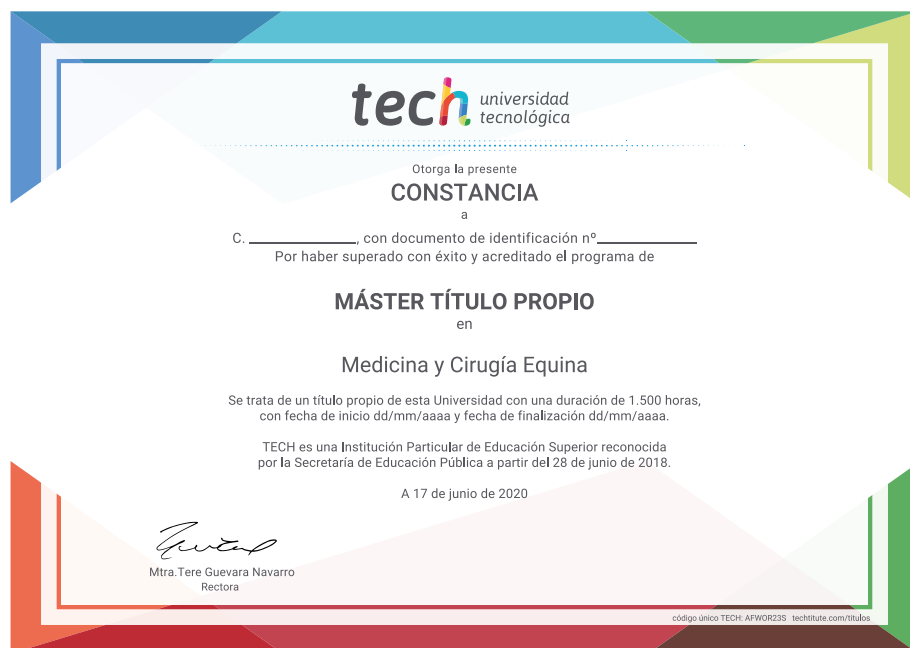 tech universidad
tecnológica
Otorga la presente
CONSTANCIA
a
C. ____________, con documento de identificación nº____________
Por haber superado con éxito y acreditado el programa de
MÁSTER TÍTULO PROPIO
en
Medicina y Cirugía Equina
Se trata de un título propio de esta Universidad con una duración de 1.500 horas,
con fecha de inicio dd/mm/aaaa y fecha de finalización dd/mm/aaaa.
TECH es una Institución Particular de Educación Superior reconocida
por la Secretaría de Educación Pública a partir del 28 de junio de 2018.
A 17 de junio de 2020
Mtra.Tere Guevara Navarro
Rectora
código único TECH: AFWOR23S techtitute.com/titulos